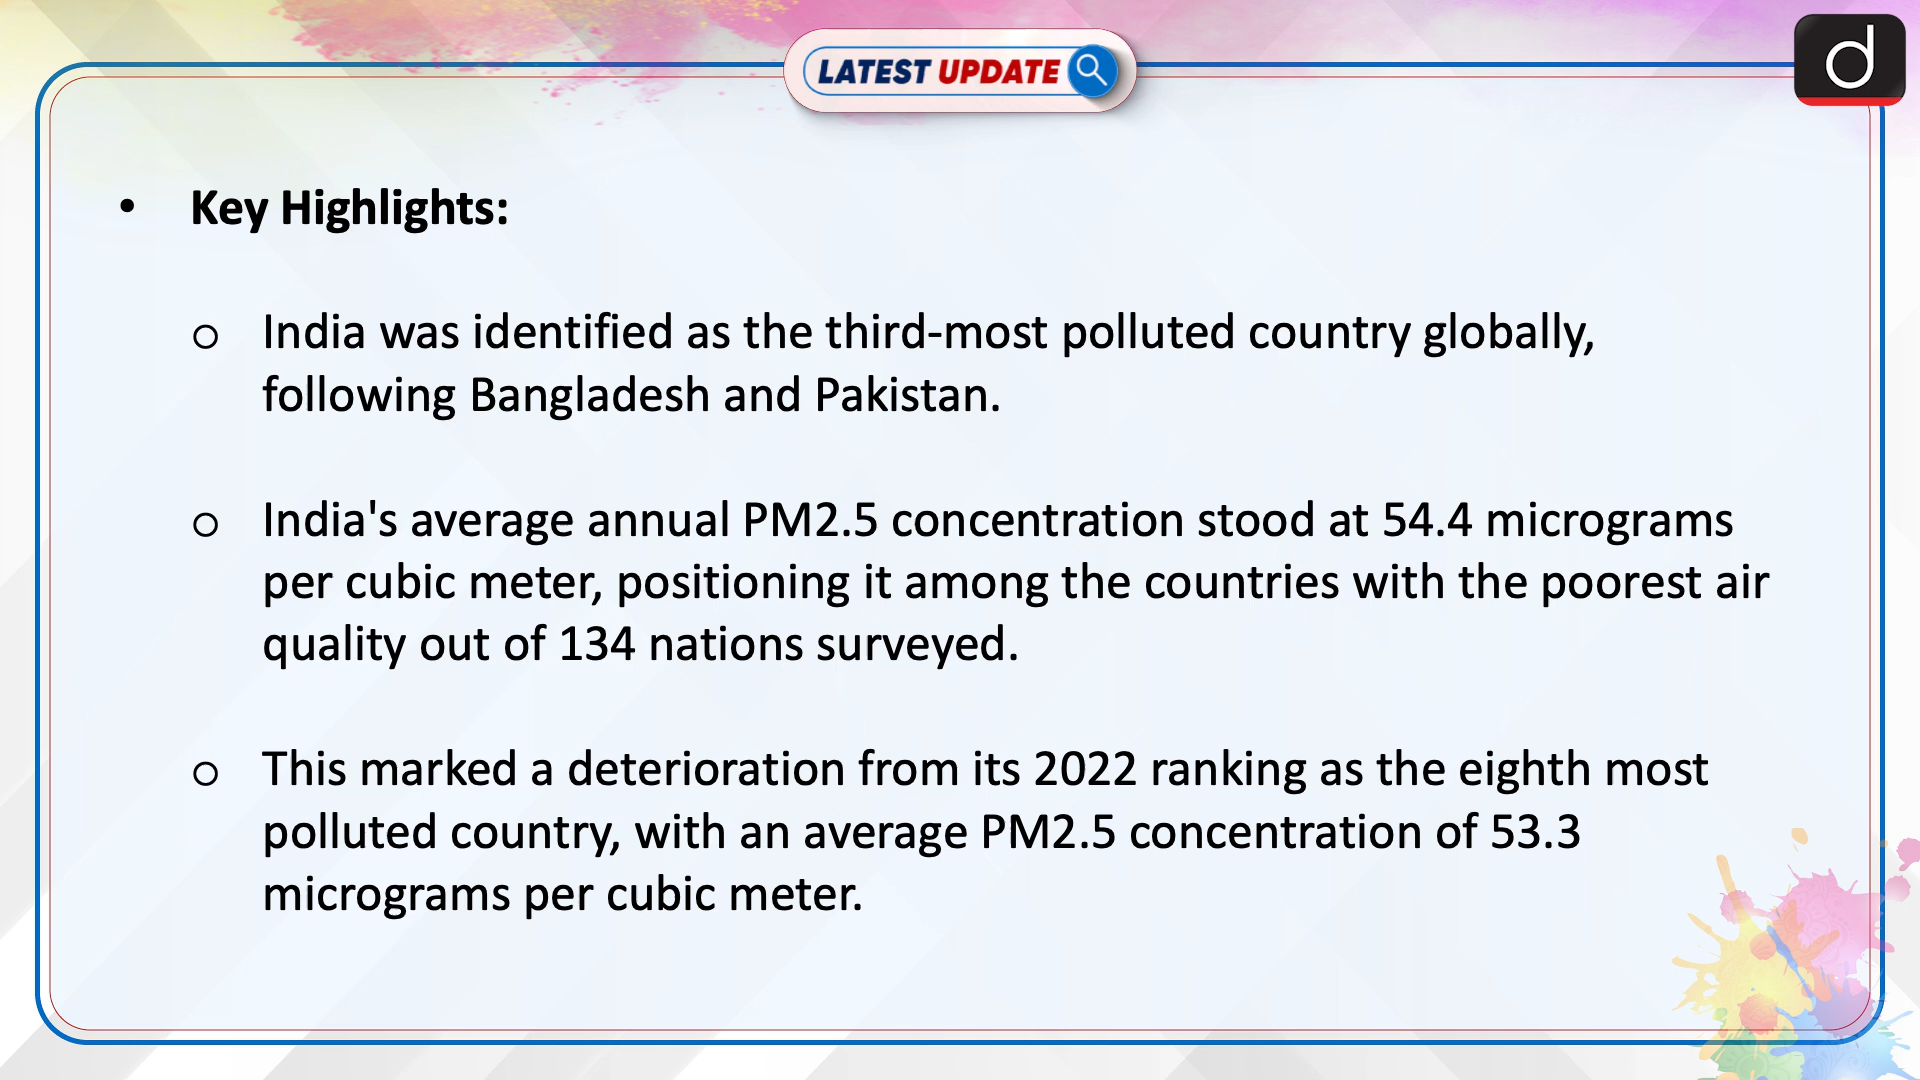 LATEST UPDATE
d
• Key Highlights:
o India was identified as the third-most polluted country globally,
following Bangladesh and Pakistan.
o India's average annual PM2.5 concentration stood at 54.4 micrograms
per cubic meter, positioning it among the countries with the poorest air
quality out of 134 nations surveyed.
o This marked a deterioration from its 2022 ranking as the eighth most
polluted country, with an average PM2.5 concentration of 53.3
micrograms per cubic meter.